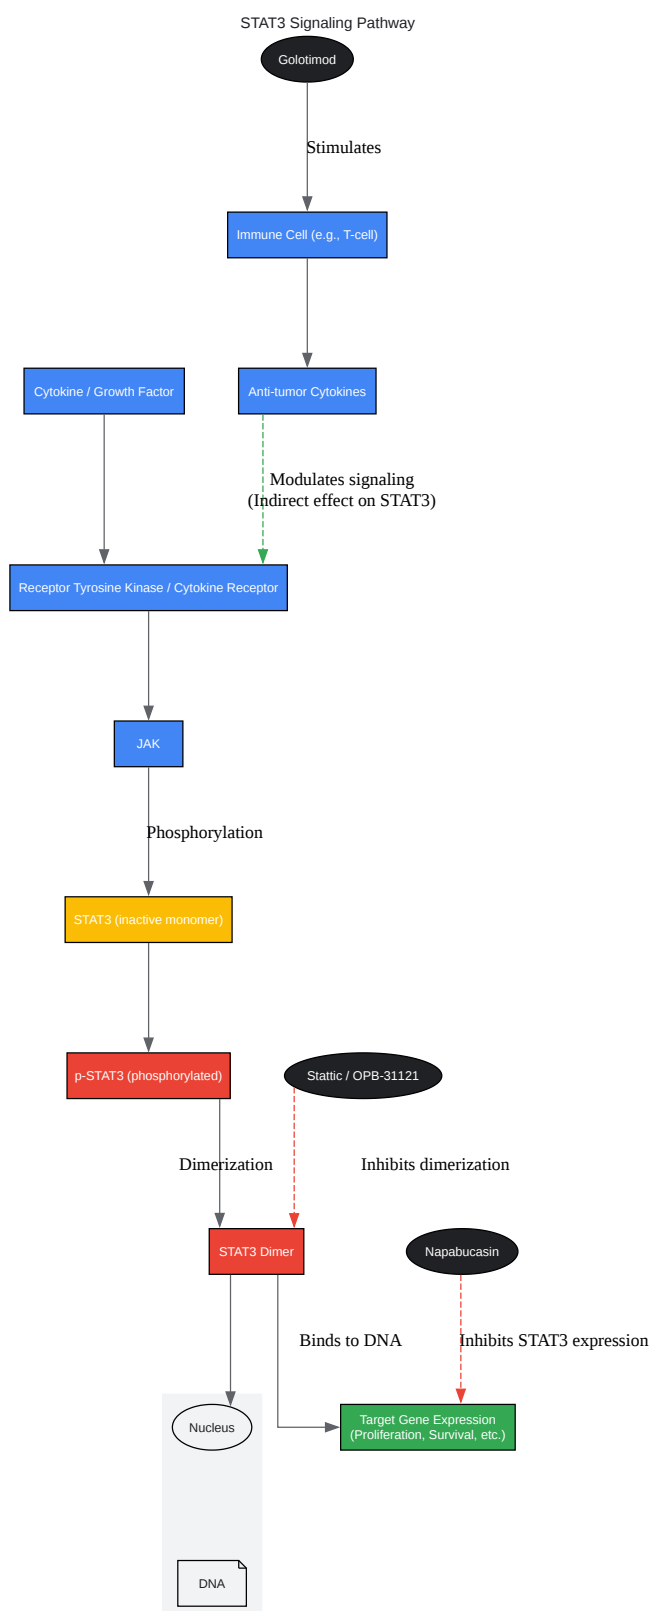 STAT3 Signaling Pathway
Golotimod
Stimulates
Immune Cell (e.g., T-cell)
Cytokine / Growth Factor
Anti-tumor Cytokines
Modulates signaling
(Indirect effect on STAT3)
Receptor Tyrosine Kinase / Cytokine Receptor
JAK
Phosphorylation
STAT3 (inactive monomer)
p-STAT3 (phosphorylated)
Stattic / OPB-31121
Dimerization
Inhibits dimerization
STAT3 Dimer
Napabucasin
Binds to DNA
Inhibits STAT3 expression
Nucleus
Target Gene Expression
(Proliferation, Survival, etc.)
DNA